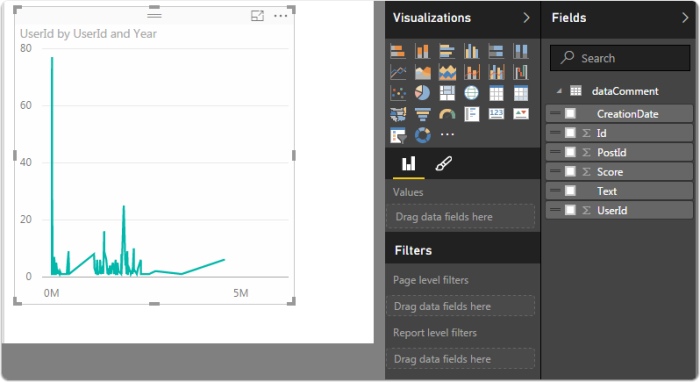 UserId by UserId and Year
80
60
40
20
0
0M
5M
Visualizations
123
Values
Drag data fields here
Filters
Page level filters
Drag data fields here
Report level filters
Drag data fields here
Fields
Search
dataComment
CreationDate
Σ Id
Σ PostId
Σ Score
Text
Σ UserId